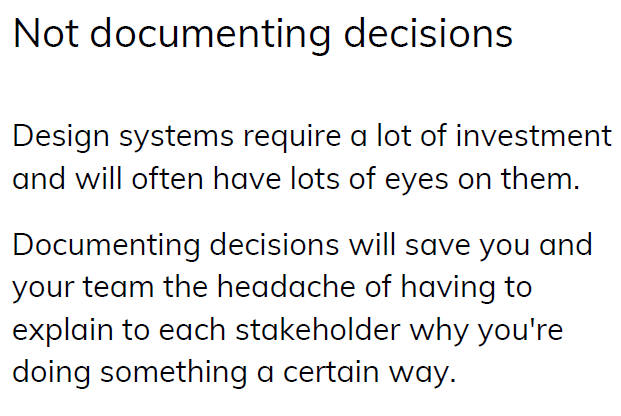 Not documenting decisions
Design systems require a lot of investment
and will often have lots of eyes on them.
Documenting decisions will save you and
your team the headache of having to
explain to each stakeholder why you're
doing something a certain way.